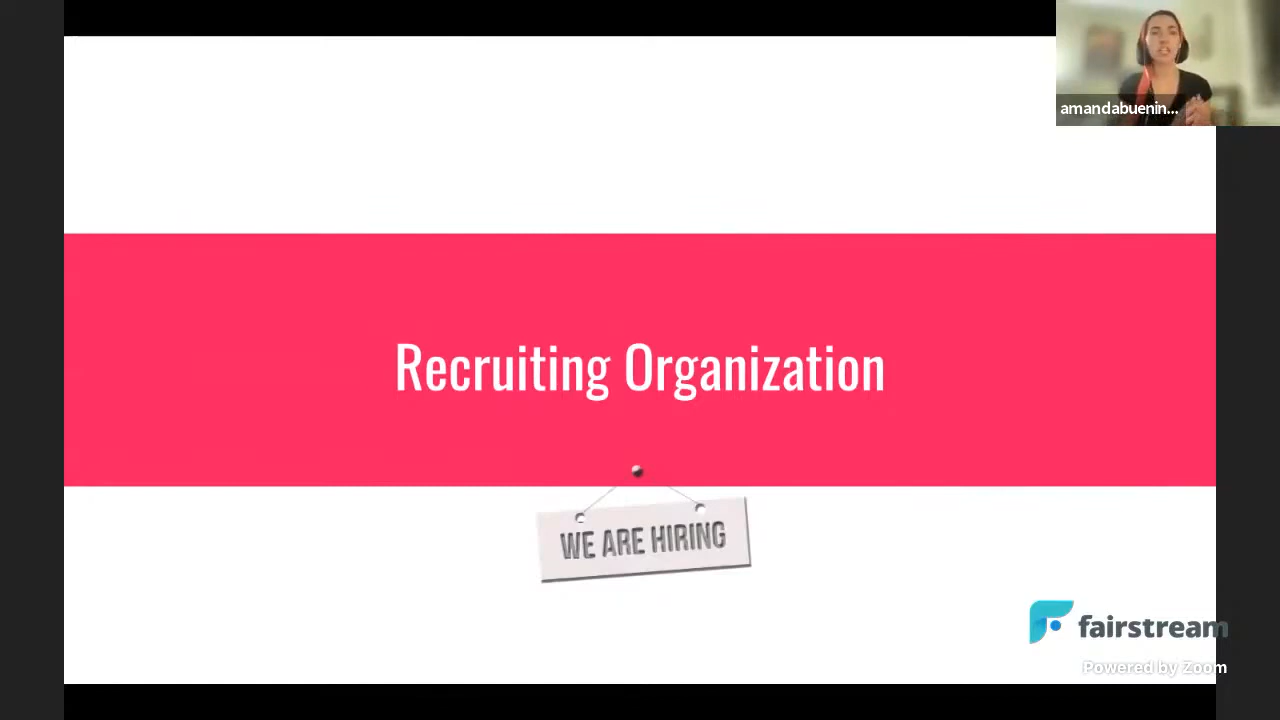 amandabuenin...
Recruiting Organization
WE ARE HIRING
fairstream
Powered by Zoom